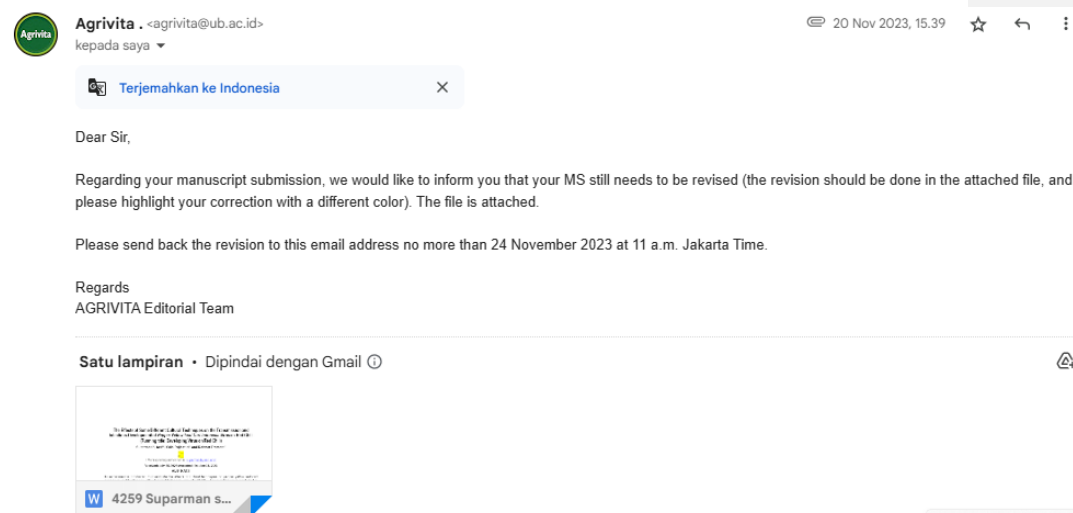 Agrivita
Agrivita . <agrivita@ub.ac.id>
20 Nov 2023, 15.39
kepada saya
Terjemahkan ke Indonesia
Dear Sir,
Regarding your manuscript submission, we would like to inform you that your MS still needs to be revised (the revision should be done in the attached file, and
please highlight your correction with a different color). The file is attached.
Please send back the revision to this email address no more than 24 November 2023 at 11 a.m. Jakarta Time.
Regards
AGRIVITA Editorial Team
Satu lampiran • Dipindai dengan Gmail
W 4259 Suparman s...